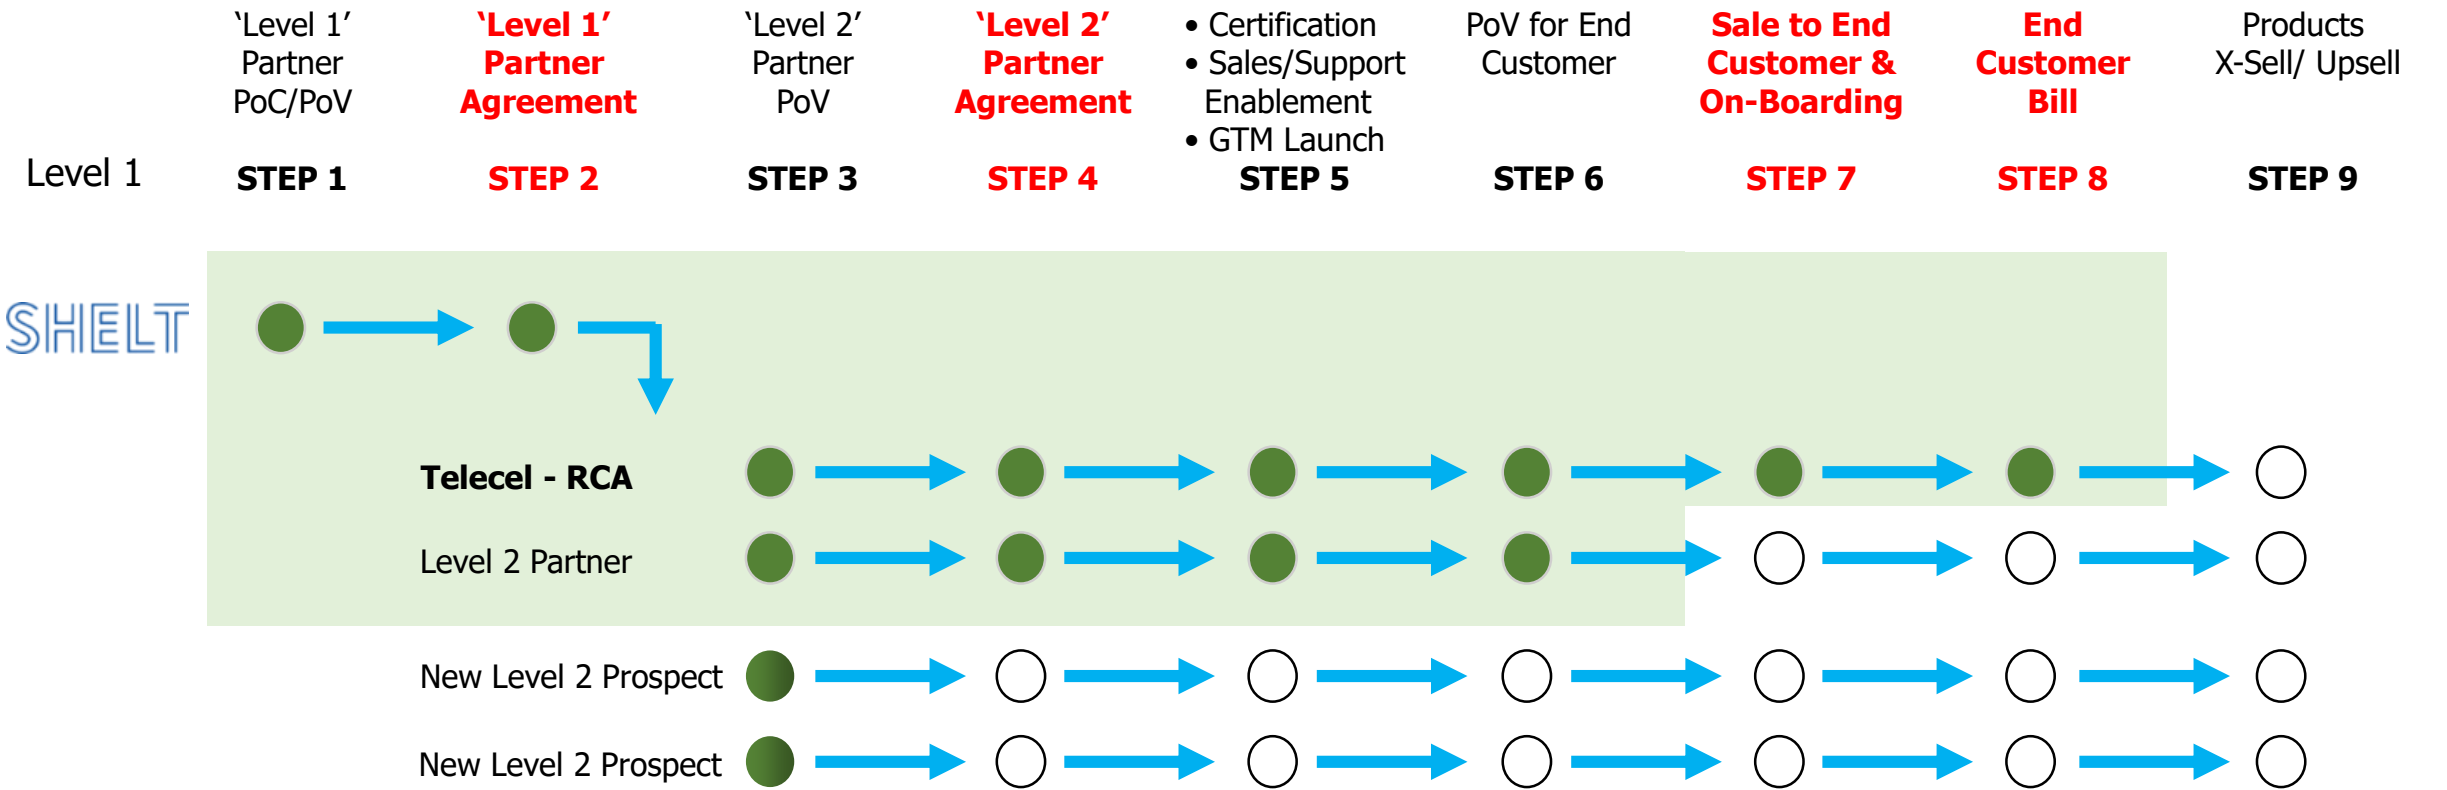 ‘Level 1’
Partner
PoC/PoV
‘Level 1’
Partner
Agreement
‘Level 2’
Partner
PoV
‘Level 2’
Partner
Agreement
• Certification
• Sales/Support
Enablement
• GTM Launch
PoV for End
Customer
Sale to End
Customer &
On-Boarding
End
Customer
Bill
Products
X-Sell/ Upsell
Level 1
STEP 1
STEP 2
STEP 3
STEP 4
STEP 5
STEP 6
STEP 7
STEP 8
STEP 9
SHELT
Telecel - RCA
Level 2 Partner
New Level 2 Prospect
New Level 2 Prospect